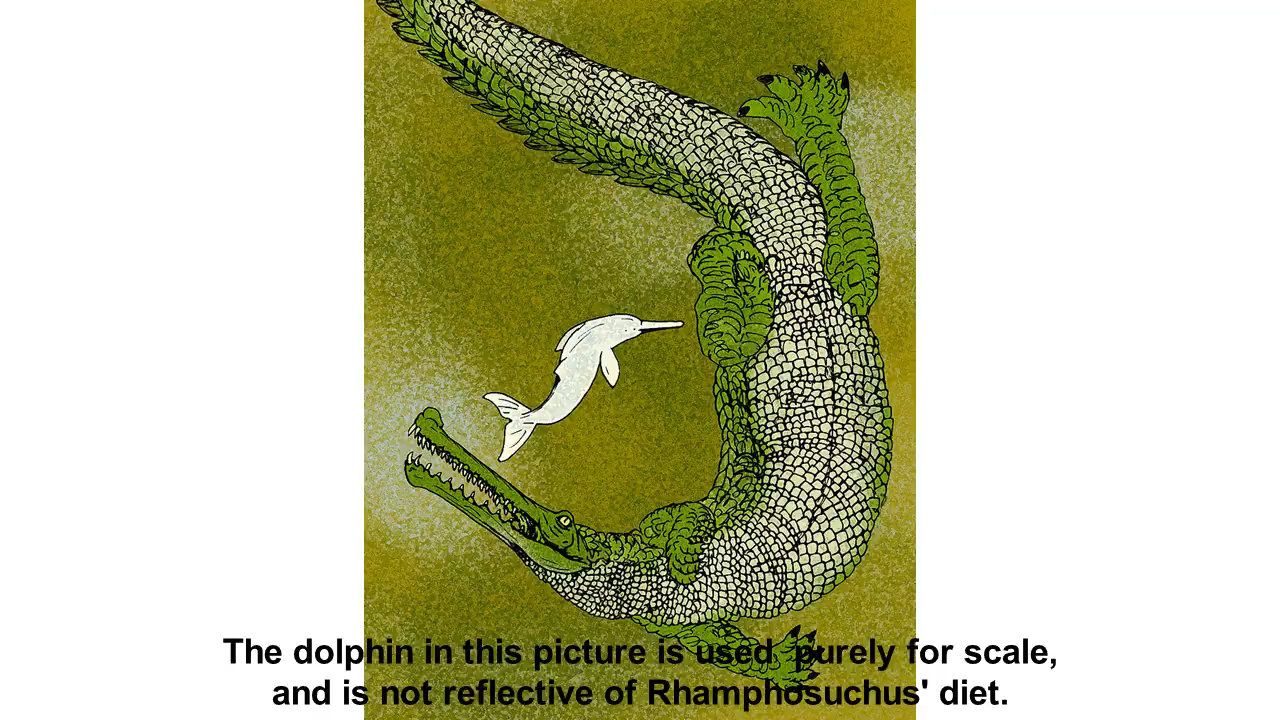 The dolphin in this picture is used  purely for scale,
and is not reflective of Rhamphosuchus' diet.